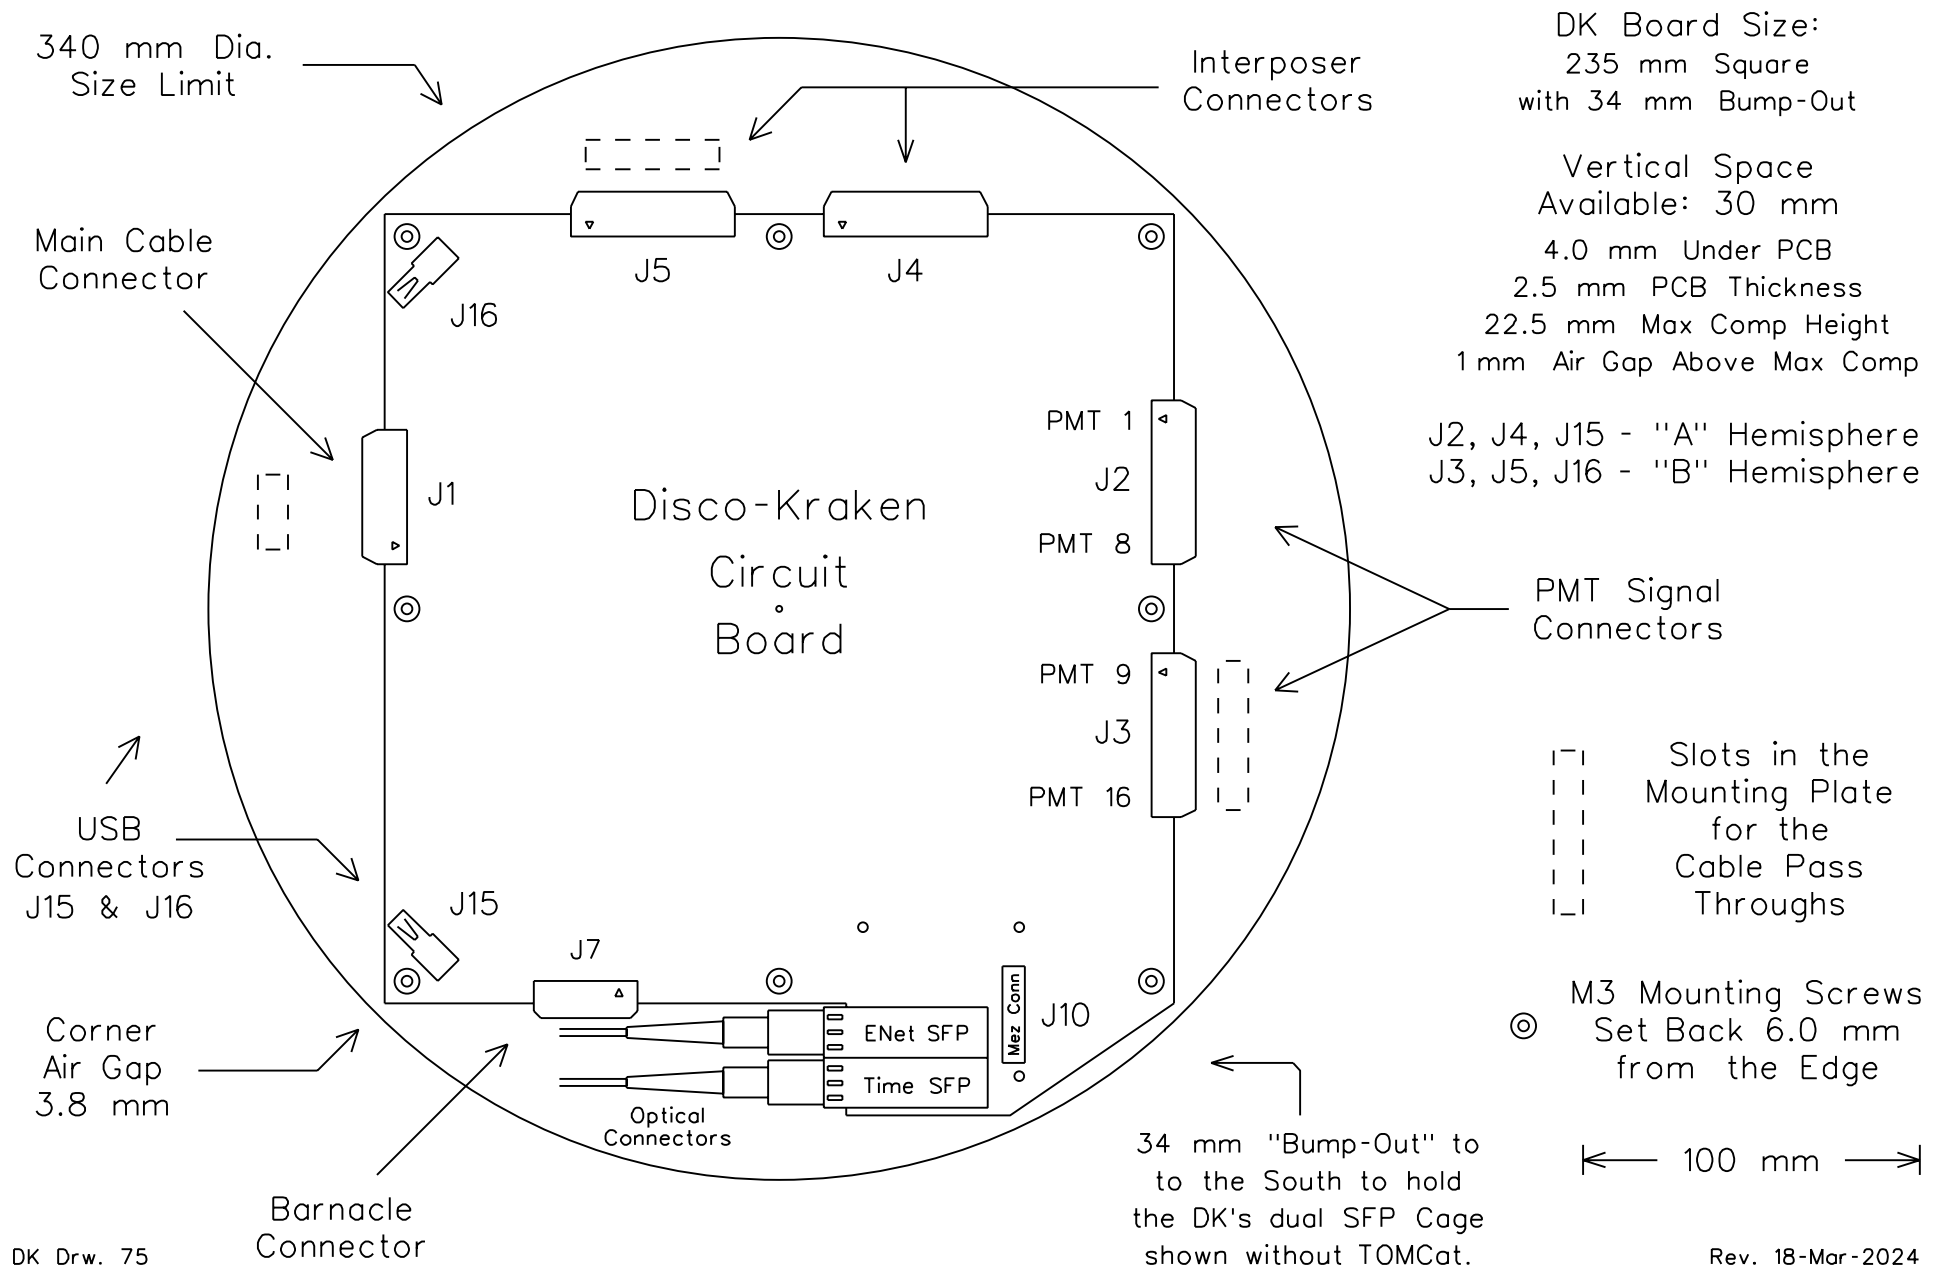 340 mm Dia.
Size Limit
Interposer
Connectors
DK Board Size:
235 mm Square
with 34 mm Bump-Out
Vertical Space
Available: 30 mm
4.0 mm Under PCB
2.5 mm PCB Thickness
22.5 mm Max Comp Height
1 mm Air Gap Above Max Comp
J2, J4, J15 - "A" Hemisphere
J3, J5, J16 - "B" Hemisphere
Main Cable
Connector
J5
J4
J16
J1
PMT 1
J2
PMT 8
Disco-Kraken
Circuit
Board
PMT Signal
Connectors
PMT 9
J3
PMT 16
Slots in the
Mounting Plate
for the
Cable Pass
Throughs
USB
Connectors
J15 & J16
J15
J7
Mez Conn
J10
ENet SFP
Time SFP
Optical
Connectors
M3 Mounting Screws
Set Back 6.0 mm
from the Edge
Corner
Air Gap
3.8 mm
34 mm "Bump-Out" to
to the South to hold
the DK's dual SFP Cage
shown without TOMCat.
100 mm
Barnacle
Connector
DK Drw. 75
Rev. 18-Mar-2024